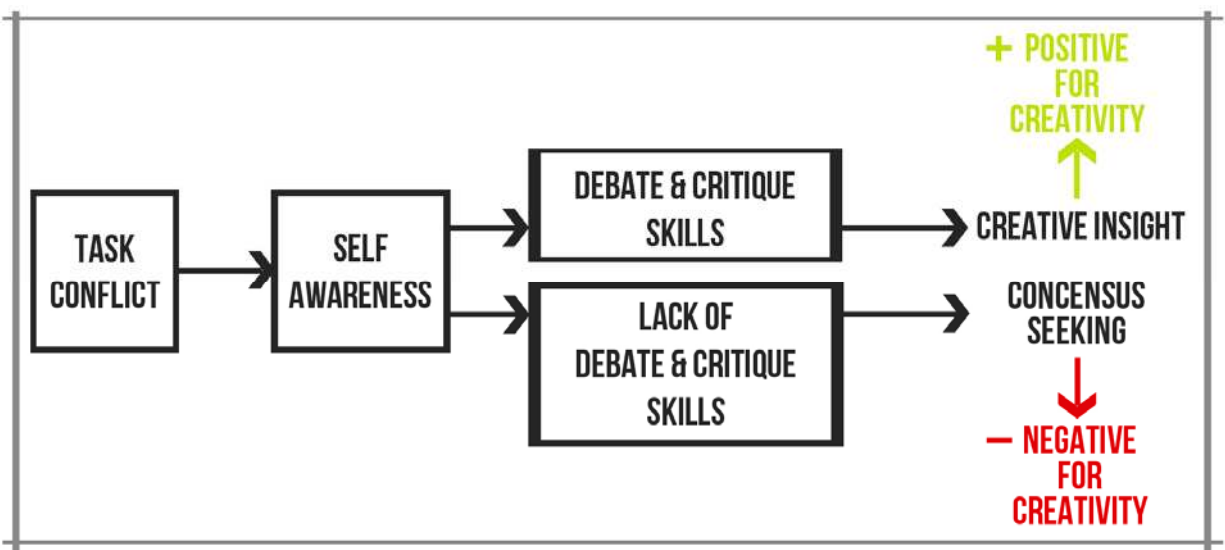 TASK
CONFLICT
SELF
AWARENESS
DEBATE & CRITIQUE
SKILLS
LACK OF
DEBATE & CRITIQUE
SKILLS
+ POSITIVE
FOR
CREATIVITY
CREATIVE INSIGHT
CONCENSUS
SEEKING
– NEGATIVE
FOR
CREATIVITY